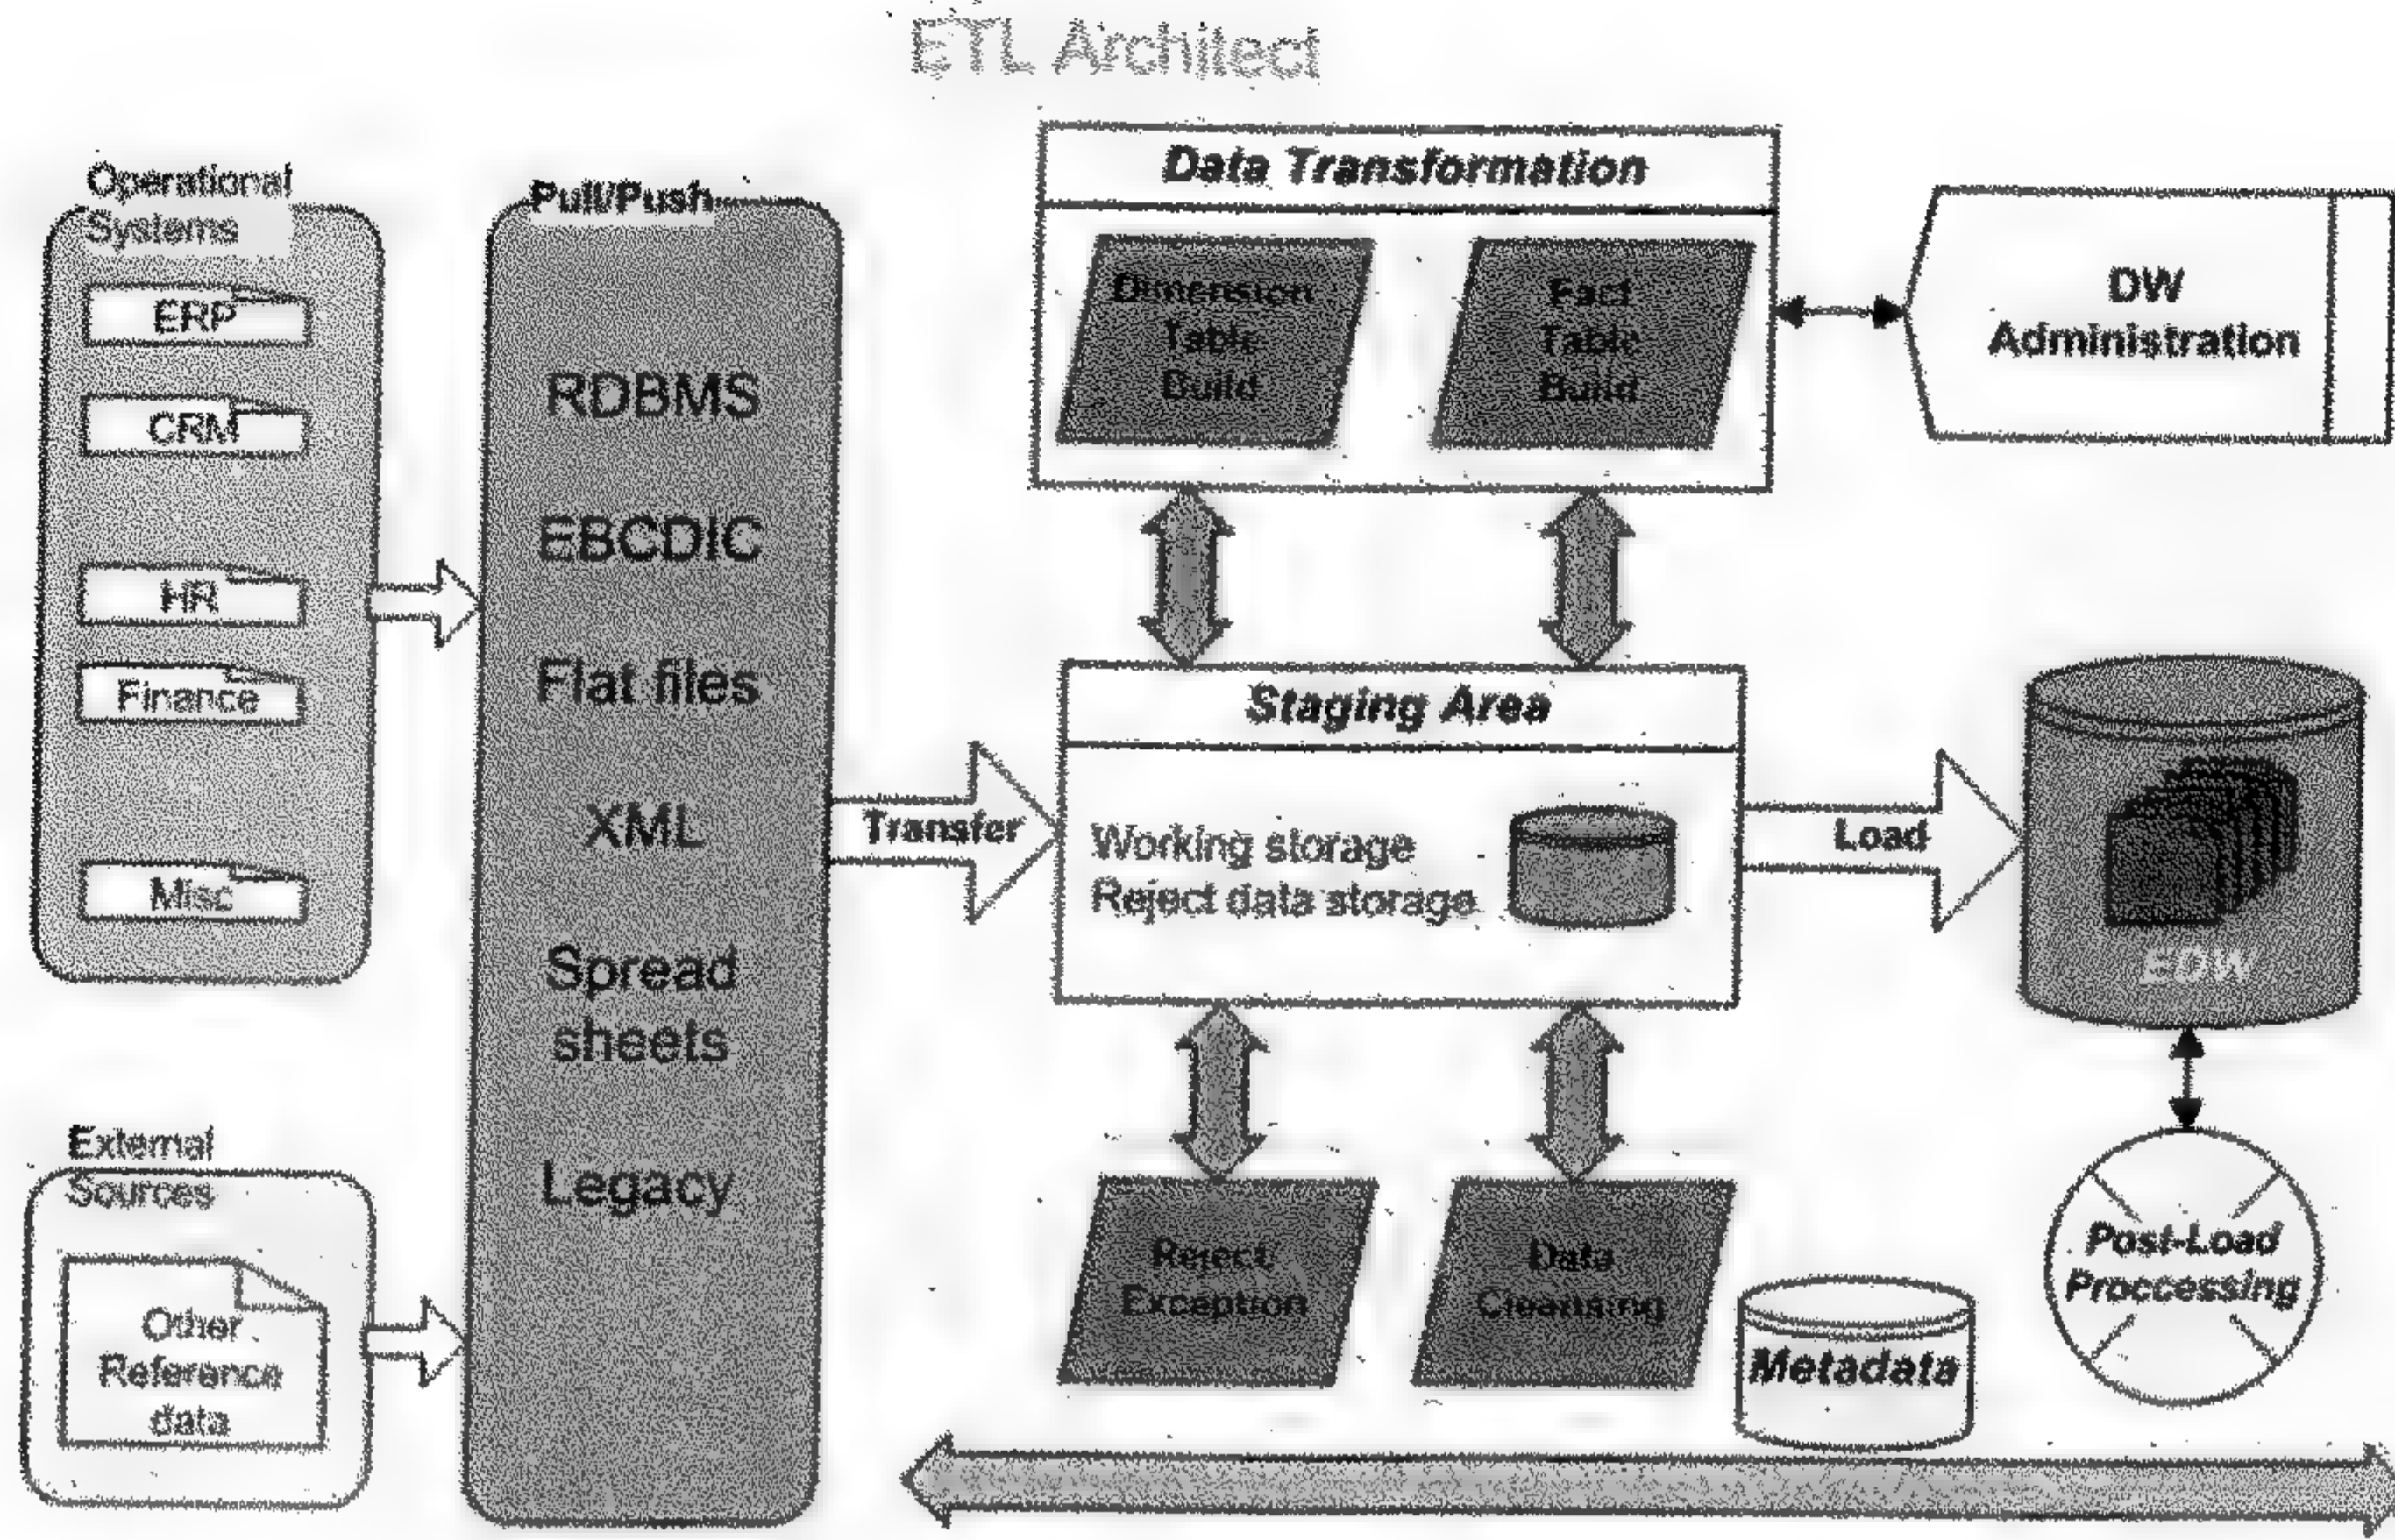 ETL Architect
Operational
Systems
ERP
CRM
HR
Finance
Misc
External
Sources
Other
Reference
data
Pull/Push
RDBMS
EBCDIC
Flat files
XML
Spread
sheets
Legacy
Transfer
Data Transformation
Dimension
Table
Build
Fact
Table
Build
DW
Administration
Staging Area
Working storage
Reject data storage
Load
EDW
Reject/
Exception
Data
Cleansing
Metadata
Post-Load
Proccessing